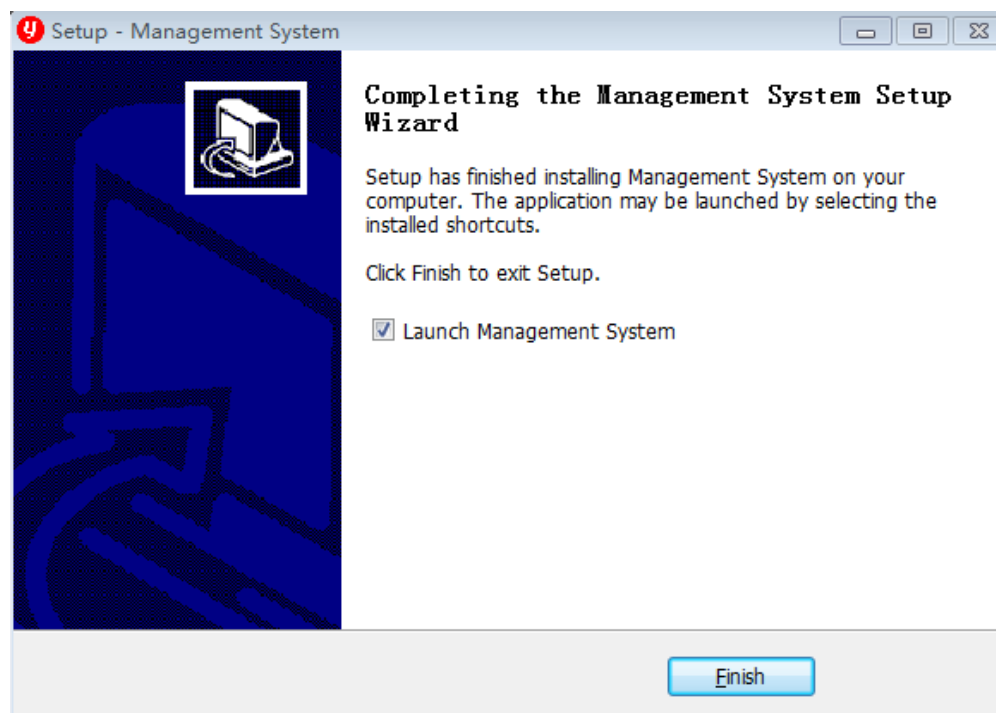 Setup - Management System
Completing the Management System Setup
Wizard
Setup has finished installing Management System on your
computer. The application may be launched by selecting the
installed shortcuts.
Click Finish to exit Setup.
Launch Management System
Finish